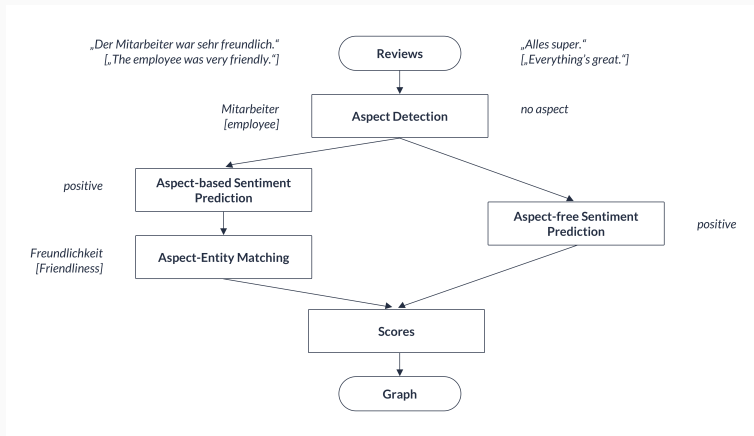 „Der Mitarbeiter war sehr freundlich.“
[„The employee was very friendly.“]
Reviews
„Alles super.“
[„Everything’s great.“]
Mitarbeiter
[employee]
Aspect Detection
no aspect
positive
Aspect-based Sentiment
Prediction
Aspect-free Sentiment
Prediction
positive
Freundlichkeit
[Friendliness]
Aspect-Entity Matching
Scores
Graph